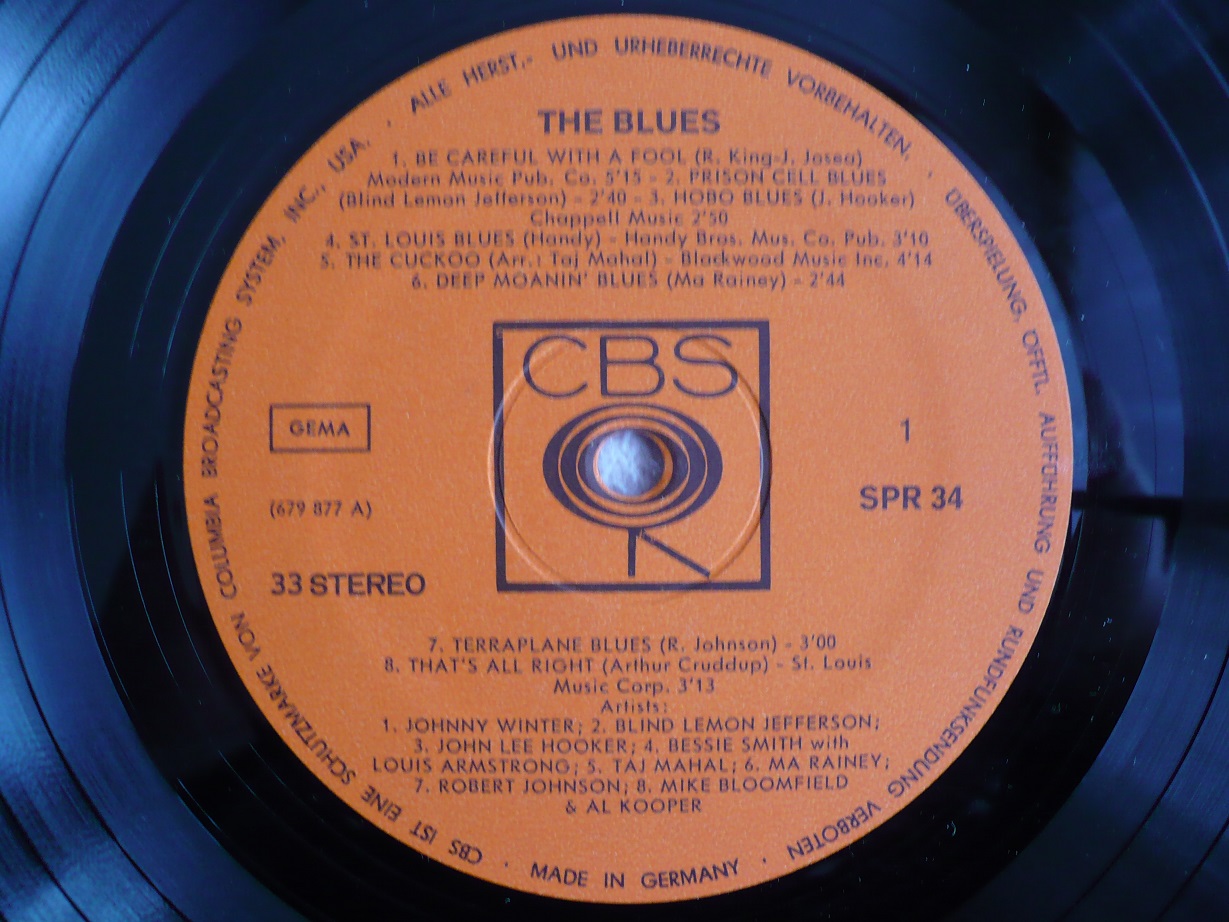 THE BLUES
1. BE CAREFUL WITH A FOOL (R. King-J. Josea)
Modern Music Pub. Co. 5'15 - 2. PRISON CELL BLUES
(Blind Lemon Jefferson) - 2'40 - 3. HOBO BLUES (J. Hooker)
Chappell Music 2'50
4. ST. LOUIS BLUES (Handy) - Handy Bros. Mus. Co. Pub. 3'10
5. THE CUCKOO (Arr.: Taj Mahal) - Blackwood Music Inc. 4'14
6. DEEP MOANIN' BLUES (Ma Rainey) - 2'44
CBS
GEMA
1
(679 877 A)
SPR 34
33 STEREO
7. TERRAPLANE BLUES (R. Johnson) - 3'00
8. THAT'S ALL RIGHT (Arthur Cruddup) - St. Louis
Music Corp. 3'13
Artists:
1. JOHNNY WINTER; 2. BLIND LEMON JEFFERSON;
3. JOHN LEE HOOKER; 4. BESSIE SMITH with
LOUIS ARMSTRONG; 5. TAJ MAHAL; 6. MA RAINEY;
7. ROBERT JOHNSON; 8. MIKE BLOOMFIELD
& AL KOOPER
CBS IST EINE SCHUTZMARKE VON COLUMBIA BROADCASTING SYSTEM, INC., USA. · ALLE HERST.- UND URHEBERRECHTE VORBEHALTEN. · ÜBERSPIELUNG, ÖFFTL. AUFFÜHRUNG UND RUNDFUNKSENDUNG VERBOTEN · MADE IN GERMANY ·